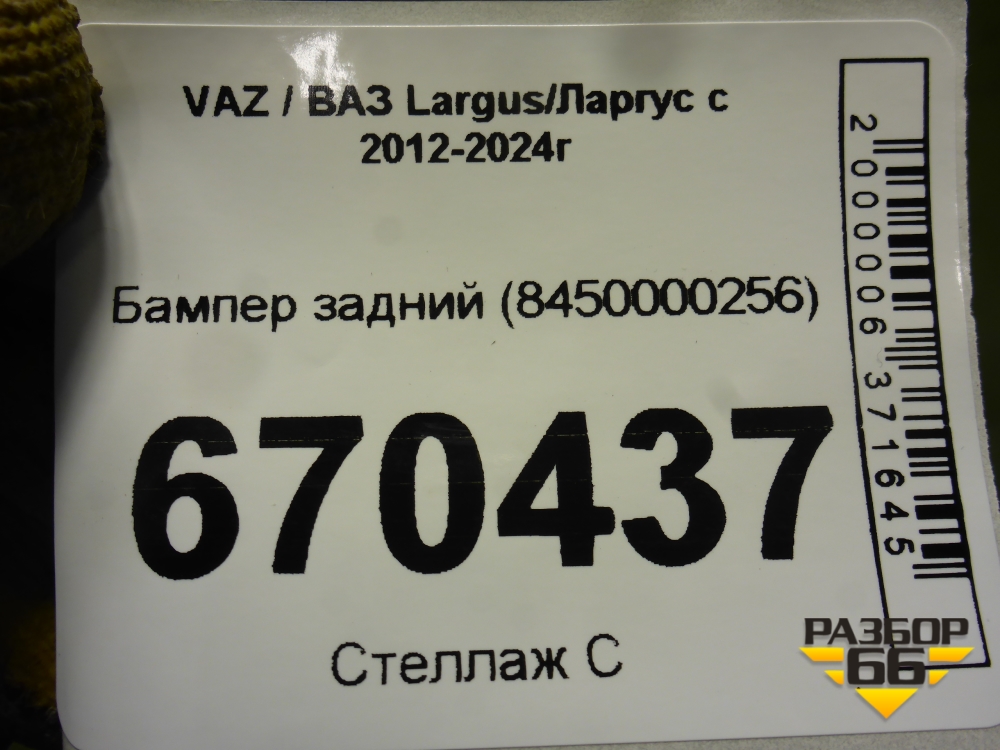 VAZ / ВАЗ Largus/Ларгус с
2012-2024г
Бампер задний (8450000256)
670437
Стеллаж С
2000006371645
РАЗБОР
66